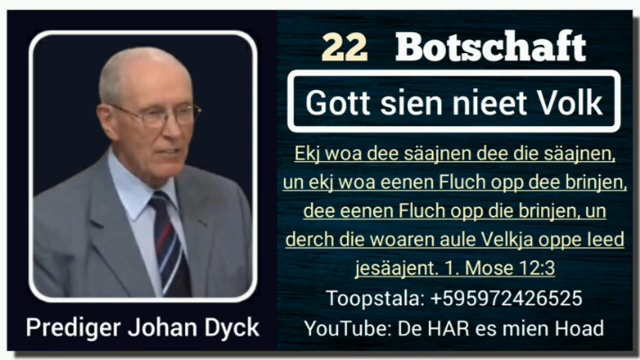 22 Botschaft
Gott sien nieet Volk
Ekj woa dee säajnen dee die säajnen,
un ekj woa eenen Fluch opp dee brinjen,
dee eenen Fluch opp die brinjen, un
derch die woaren aule Velkja oppe Ieed
jesäajent. 1. Mose 12:3
Toopstala: +595972426525
YouTube: De HAR es mien Hoad
Prediger Johan Dyck